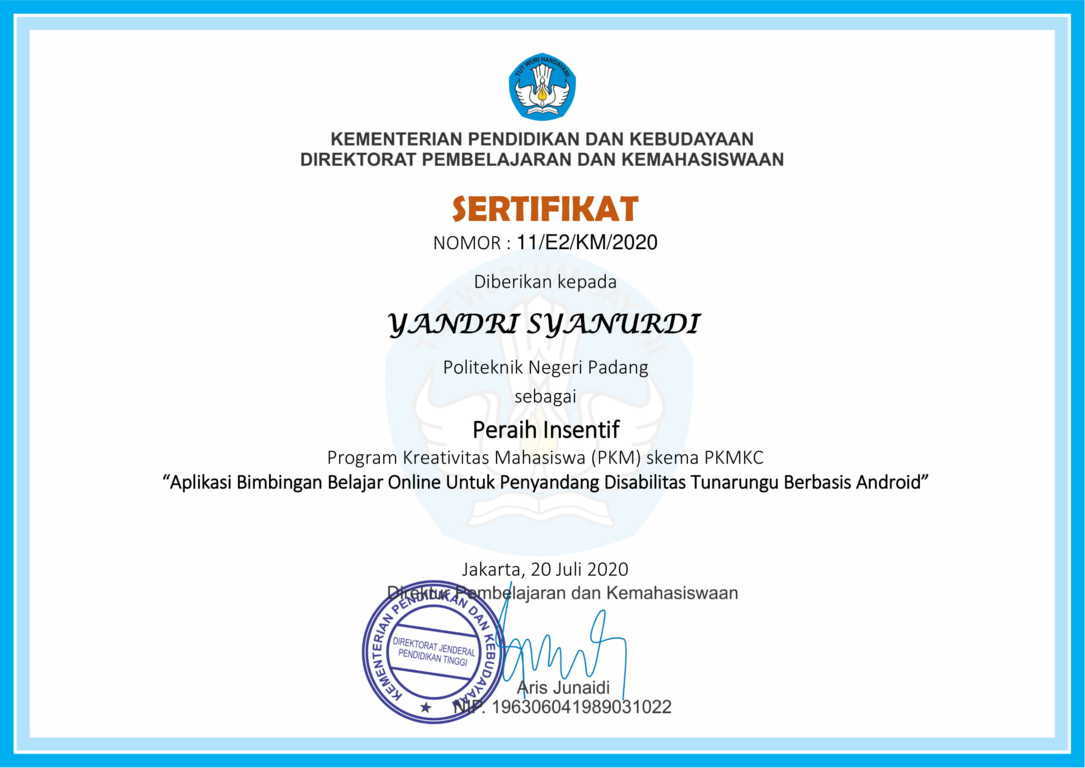 TUT WURI HANDAYANI
KEMENTERIAN PENDIDIKAN DAN KEBUDAYAAN
DIREKTORAT PEMBELAJARAN DAN KEMAHASISWAAN
SERTIFIKAT
NOMOR : 11/E2/KM/2020
Diberikan kepada
YANDRI SYANURDI
Politeknik Negeri Padang
sebagai
Peraih Insentif
Program Kreativitas Mahasiswa (PKM) skema PKMKC
“Aplikasi Bimbingan Belajar Online Untuk Penyandang Disabilitas Tunarungu Berbasis Android”
Jakarta, 20 Juli 2020
Direktur Pembelajaran dan Kemahasiswaan
KEMENTERIAN PENDIDIKAN DAN KEBUDAYAAN
DIREKTORAT JENDERAL
PENDIDIKAN TINGGI
Aris Junaidi
NIP. 196306041989031022